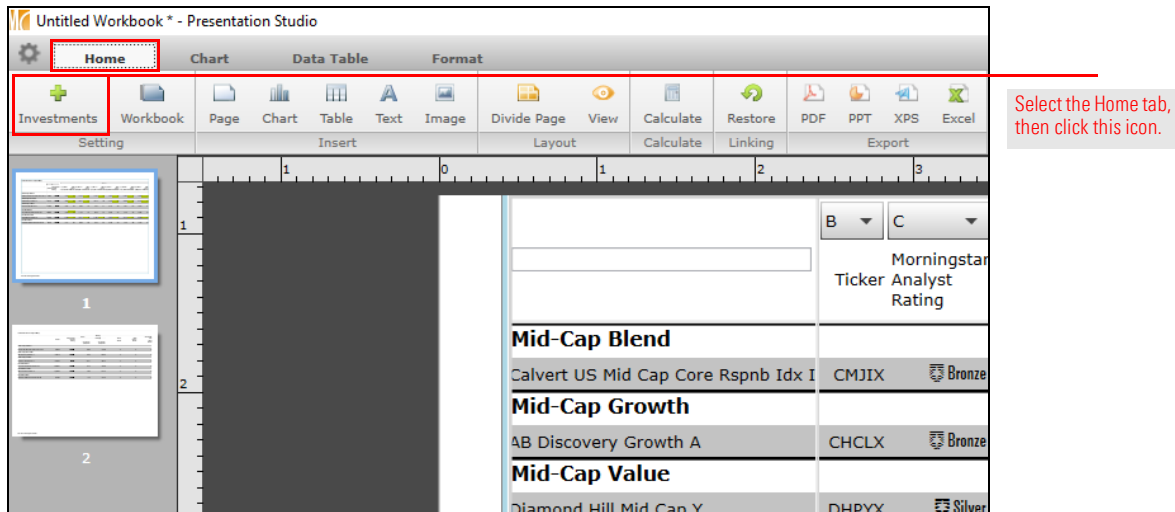 Untitled Workbook * - Presentation Studio
Home Chart Data Table Format
Investments Workbook Page Chart Table Text Image Divide Page View Calculate Restore PDF PPT XPS Excel
Setting Insert Layout Calculate Linking Export
Select the Home tab,
then click this icon.
1 0 1 2 3
1
2
1
2
B C
Ticker
Morningstar
Analyst
Rating
Mid-Cap Blend
Calvert US Mid Cap Core Rspnb Idx I CMJIX Bronze
Mid-Cap Growth
AB Discovery Growth A CHCLX Bronze
Mid-Cap Value
Diamond Hill Mid Cap Y DHPYX Silver